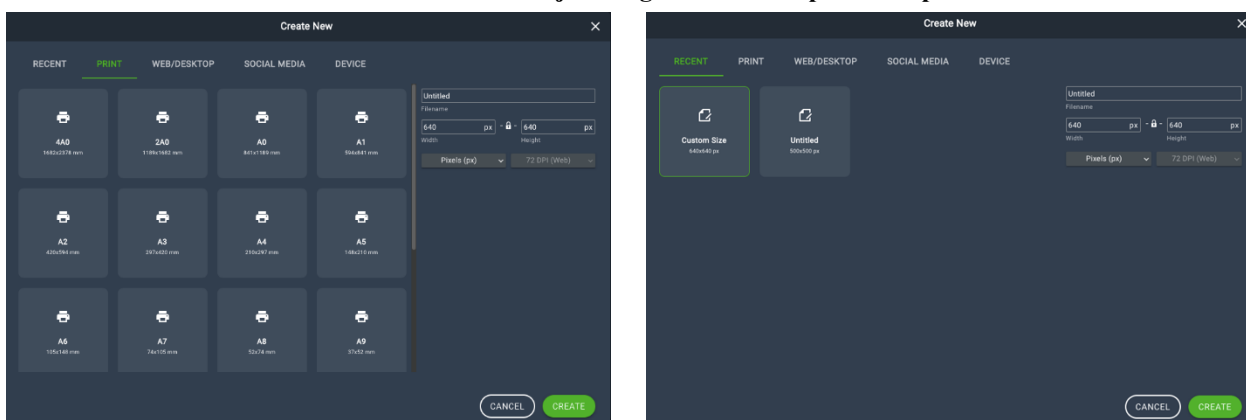 Create New
RECENT PRINT WEB/DESKTOP SOCIAL MEDIA DEVICE
4A0 2A0 A0 A1
1682x2378 mm 1189x1682 mm 841x1189 mm 594x841 mm
A2 A3 A4 A5
420x594 mm 297x420 mm 210x297 mm 148x210 mm
A6 A7 A8 A9
105x148 mm 74x105 mm 52x74 mm 37x52 mm
Untitled
Filename
640 px - - 640 px
Width Height
Pixels (px) 72 DPI (Web)
CANCEL CREATE
Create New
RECENT PRINT WEB/DESKTOP SOCIAL MEDIA DEVICE
Custom Size Untitled
640x640 px 500x500 px
Untitled
Filename
640 px - - 640 px
Width Height
Pixels (px) 72 DPI (Web)
CANCEL CREATE